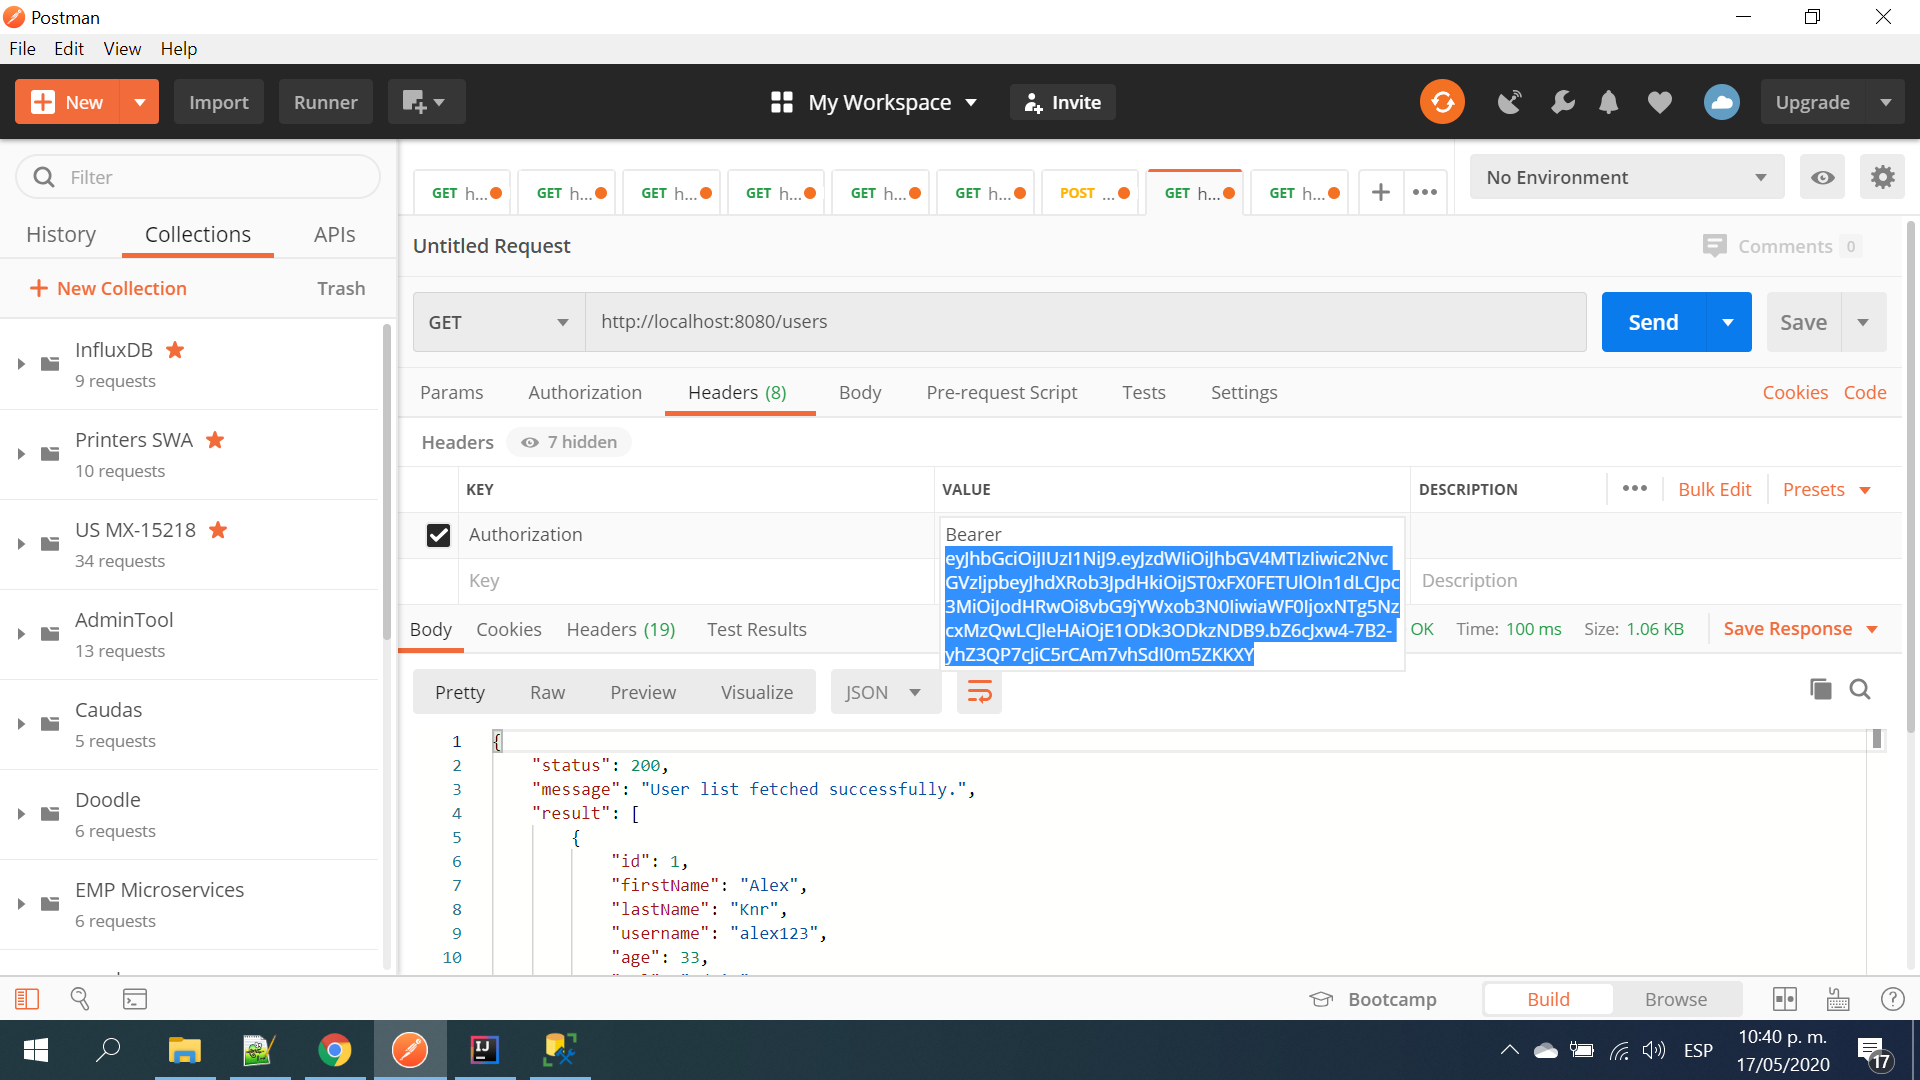 Postman
File Edit View Help
New Import Runner My Workspace Invite Upgrade
Filter
GET h... GET h... GET h... GET h... GET h... GET h... POST ... GET h... GET h... No Environment
History Collections APIs
Untitled Request Comments 0
New Collection Trash
GET http://localhost:8080/users Send Save
InfluxDB
9 requests
Params Authorization Headers (8) Body Pre-request Script Tests Settings Cookies Code
Printers SWA
10 requests
Headers 7 hidden
KEY VALUE DESCRIPTION Bulk Edit Presets
US MX-15218
34 requests
Authorization Bearer
eyJhbGciOiJIUzI1NiJ9.eyJzdWIiOiJhbGV4MTIzIiwic2Nvc
GVzIjpbeyJhdXRob3JpdHkiOiJST0xFX0FETUlOIn1dLCJpc
3MiOiJodHRwOi8vbG9jYWxob3N0IiwiaWF0IjoxNTg5Nz
cxMzQwLCJleHAiOjE1ODk3ODkzNDB9.bZ6cJxw4-7B2-
yhZ3QP7cJiC5rCAm7vhSdI0m5ZKKXY
Key Description
AdminTool
13 requests
Body Cookies Headers (19) Test Results OK Time: 100 ms Size: 1.06 KB Save Response
Caudas
5 requests
Pretty Raw Preview Visualize JSON
Doodle
6 requests
EMP Microservices
6 requests
1 {
2 "status": 200,
3 "message": "User list fetched successfully.",
4 "result": [
5 {
6 "id": 1,
7 "firstName": "Alex",
8 "lastName": "Knr",
9 "username": "alex123",
10 "age": 33,
Bootcamp Build Browse
ESP 10:40 p. m.
17/05/2020 17